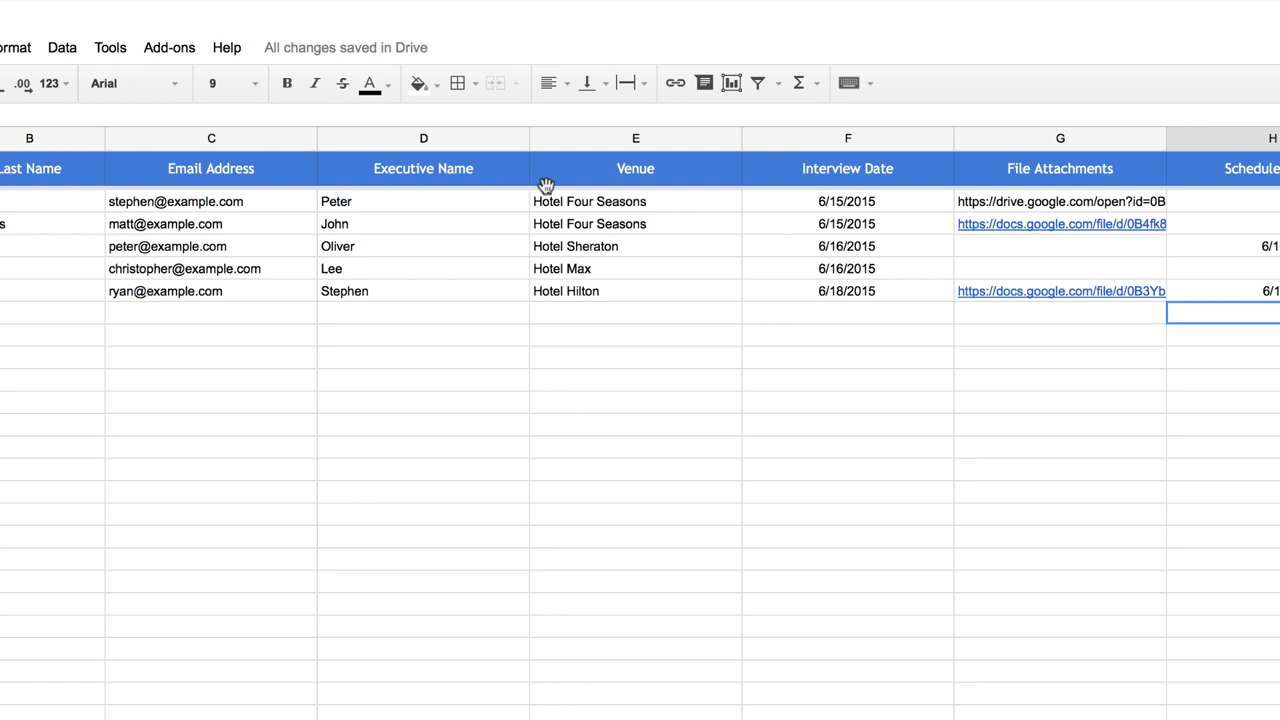 ormat Data Tools Add-ons Help All changes saved in Drive
.00 123 Arial 9 B I S A Σ
B C D E F G H
Last Name Email Address Executive Name Venue Interview Date File Attachments Schedule
stephen@example.com Peter Hotel Four Seasons 6/15/2015 https://drive.google.com/open?id=0B
s matt@example.com John Hotel Four Seasons 6/15/2015 https://docs.google.com/file/d/0B4fk8
peter@example.com Oliver Hotel Sheraton 6/16/2015 6/1
christopher@example.com Lee Hotel Max 6/16/2015
ryan@example.com Stephen Hotel Hilton 6/18/2015 https://docs.google.com/file/d/0B3Yb 6/1